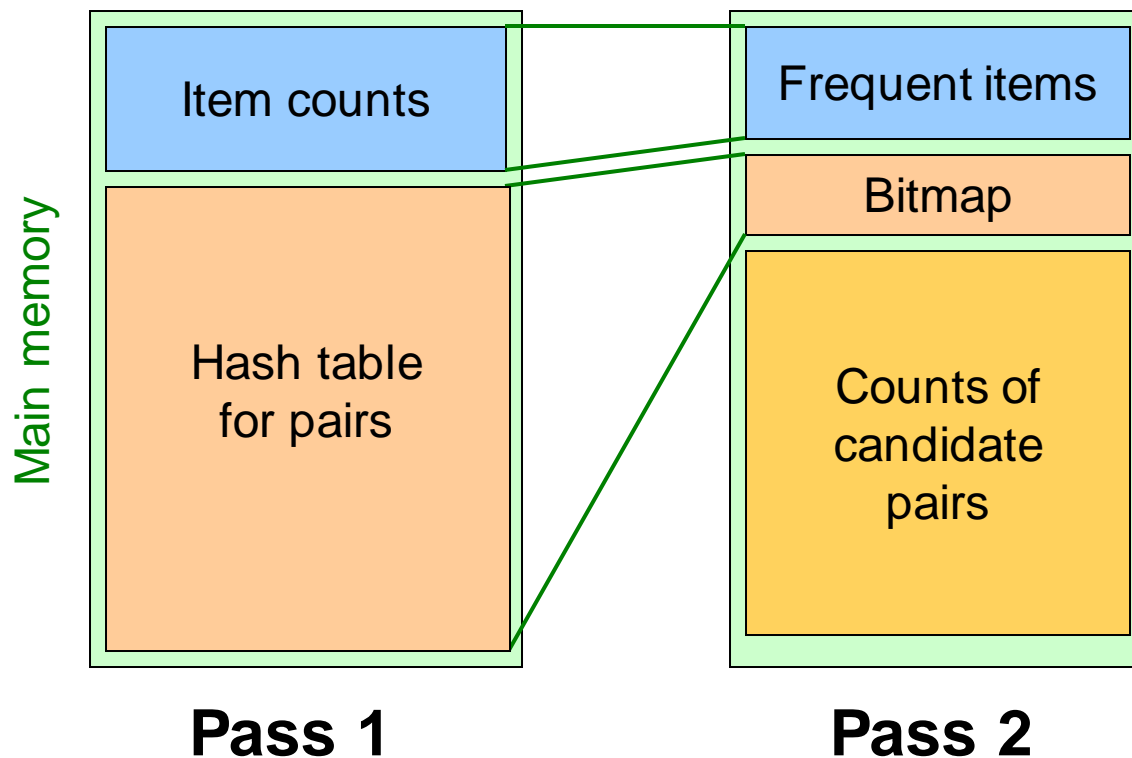 Main memory
Item counts
Hash table
for pairs
Pass 1
Frequent items
Bitmap
Counts of
candidate
pairs
Pass 2